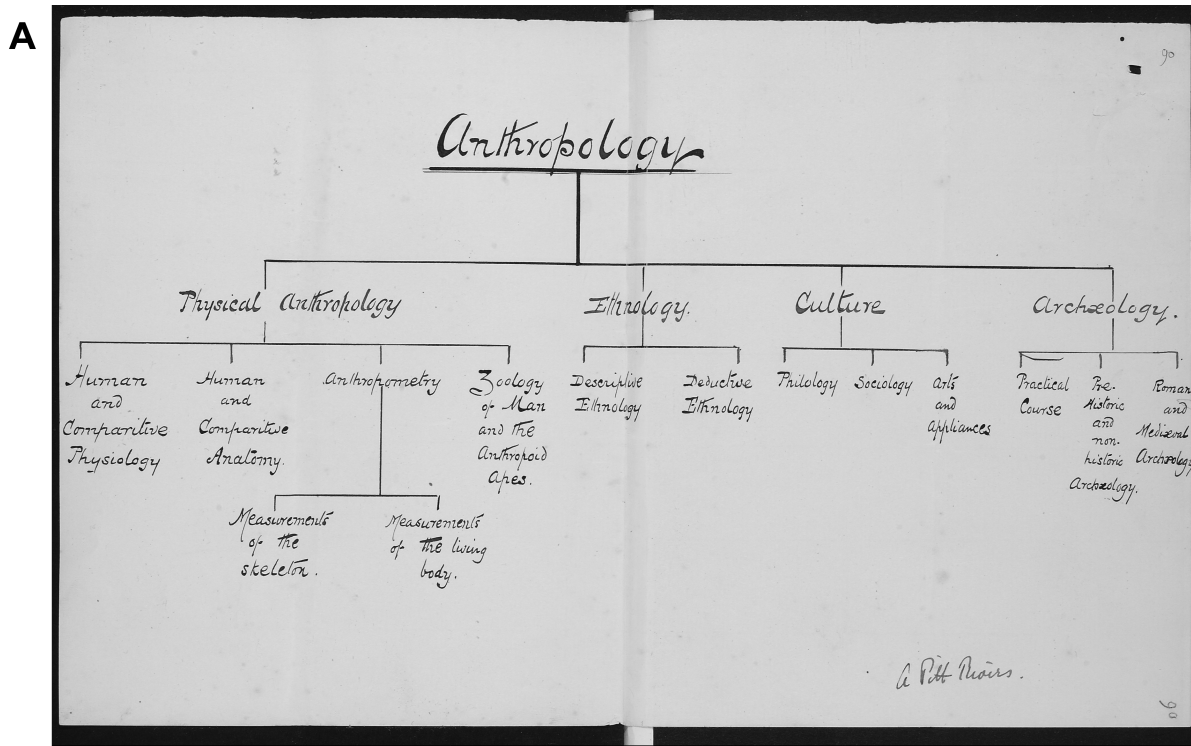 A
90
Anthropology
Physical Anthropology
Ethnology.
Culture
Archæology.
Human
and
Comparitive
Physiology
Human
and
Comparitive
Anatomy.
Anthropometry
Zoology
of Man
and the
Anthropoid
Apes.
Descriptive
Ethnology
Deductive
Ethnology
Philology
Sociology
Arts
and
Appliances
Practical
Course
Pre-
Historic
and
non-
historic
Archæology.
Roman
and
Mediæval
Archæology
Measurements
of the
skeleton.
Measurements
of the living
body.
A Pitt Rivers.
90